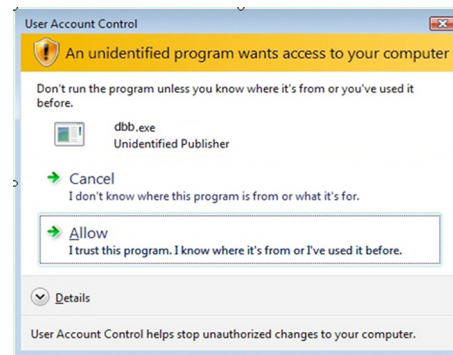 User Account Control
An unidentified program wants access to your computer
Don't run the program unless you know where it's from or you've used it
before.
dbb.exe
Unidentified Publisher
Cancel
I don't know where this program is from or what it's for.
Allow
I trust this program. I know where it's from or I've used it before.
Details
User Account Control helps stop unauthorized changes to your computer.